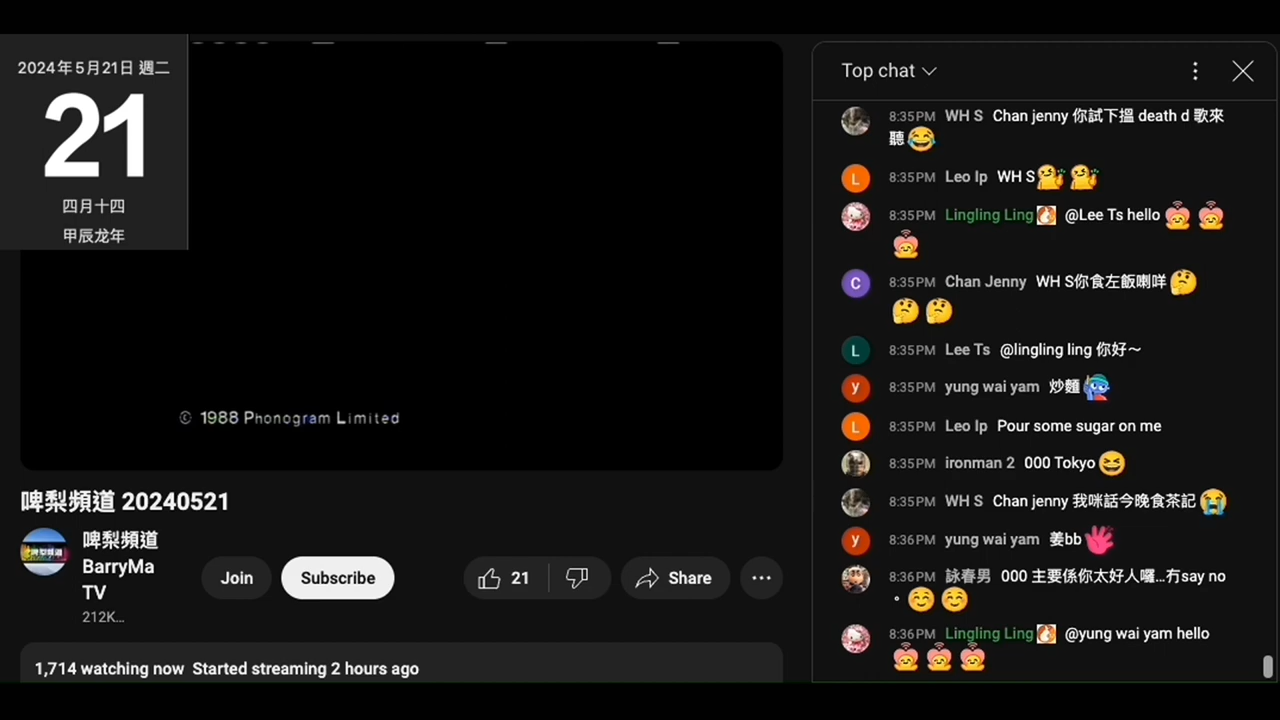 2024年5月21日 週二
21
四月十四
甲辰龙年
© 1988 Phonogram Limited
啤梨頻道 20240521
啤梨頻道
BarryMa
TV
212K...
Join
Subscribe
21
Share
1,714 watching now Started streaming 2 hours ago
Top chat
8:35PM WH S Chan jenny 你試下搵 death d 歌來
聽😂
L 8:35PM Leo Ip WH S
8:35PM Lingling Ling @Lee Ts hello
C 8:35PM Chan Jenny WH S你食左飯喇咩🤔
🤔🤔
L 8:35PM Lee Ts @lingling ling 你好～
y 8:35PM yung wai yam 炒麵
L 8:35PM Leo Ip Pour some sugar on me
8:35PM ironman 2 000 Tokyo😆
8:35PM WH S Chan jenny 我咪話今晚食茶記😭
y 8:36PM yung wai yam 姜bb
8:36PM 詠春男 000 主要係你太好人囉...冇say no
。☺️☺️
8:36PM Lingling Ling @yung wai yam hello